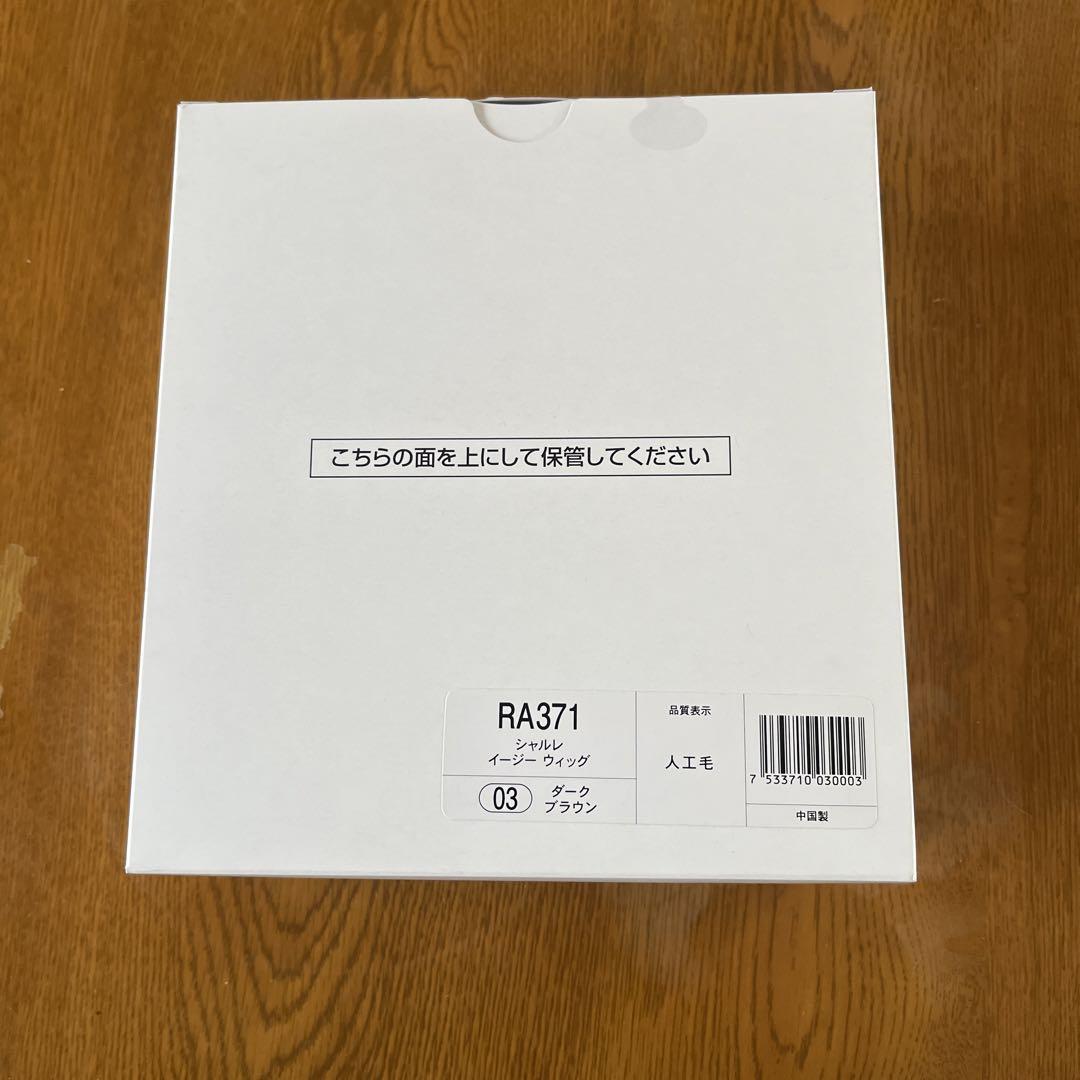 こちらの面を上にして保管してください
RA371
シャルレ
イージー ウィッグ
03 ダーク
ブラウン
品質表示
人工毛
7 533710 030003
中国製